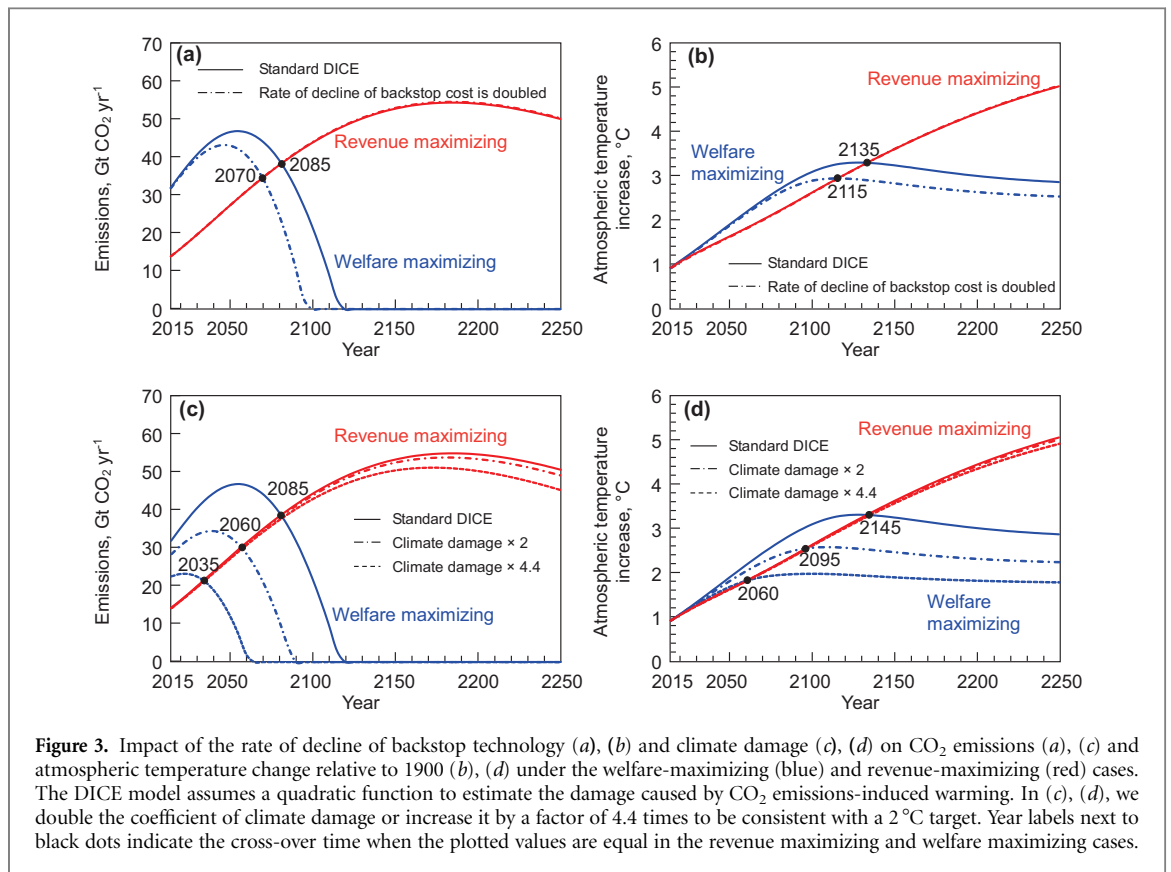 (a)
Standard DICE
Rate of decline of backstop cost is doubled
Revenue maximizing
2070
2085
Welfare maximizing
Emissions, Gt CO2 yr-1
70
60
50
40
30
20
10
0
2015 2050 2100 2150 2200 2250
Year
(b)
Revenue maximizing
Welfare
maximizing
2135
2115
Standard DICE
Rate of decline of backstop cost is doubled
Atmospheric temperature
increase, °C
6
5
4
3
2
1
0
2015 2050 2100 2150 2200 2250
Year
(c)
Revenue maximizing
2085
2060
2035
Standard DICE
Climate damage × 2
Climate damage × 4.4
Welfare maximizing
Emissions, Gt CO2 yr-1
70
60
50
40
30
20
10
0
2015 2050 2100 2150 2200 2250
Year
(d)
Revenue maximizing
Standard DICE
Climate damage × 2
Climate damage × 4.4
2145
2095
2060
Welfare
maximizing
Atmospheric temperature
increase, °C
6
5
4
3
2
1
0
2015 2050 2100 2150 2200 2250
Year
Figure 3. Impact of the rate of decline of backstop technology (a), (b) and climate damage (c), (d) on CO2 emissions (a), (c) and
atmospheric temperature change relative to 1900 (b), (d) under the welfare-maximizing (blue) and revenue-maximizing (red) cases.
The DICE model assumes a quadratic function to estimate the damage caused by CO2 emissions-induced warming. In (c), (d), we
double the coefficient of climate damage or increase it by a factor of 4.4 times to be consistent with a 2 °C target. Year labels next to
black dots indicate the cross-over time when the plotted values are equal in the revenue maximizing and welfare maximizing cases.